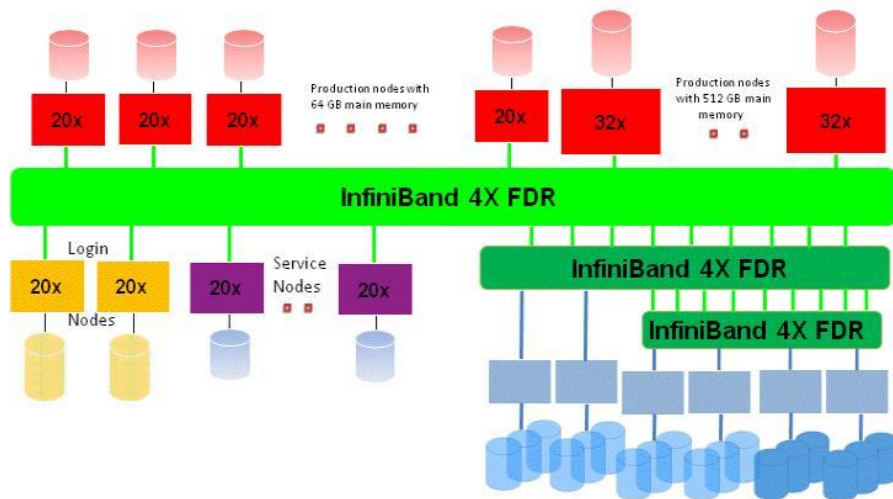 Production nodes with
64 GB main memory
Production nodes
with 512 GB main
memory
20x
20x
20x
20x
32x
32x
InfiniBand 4X FDR
Login
Service
Nodes
InfiniBand 4X FDR
20x
20x
20x
20x
Nodes
InfiniBand 4X FDR